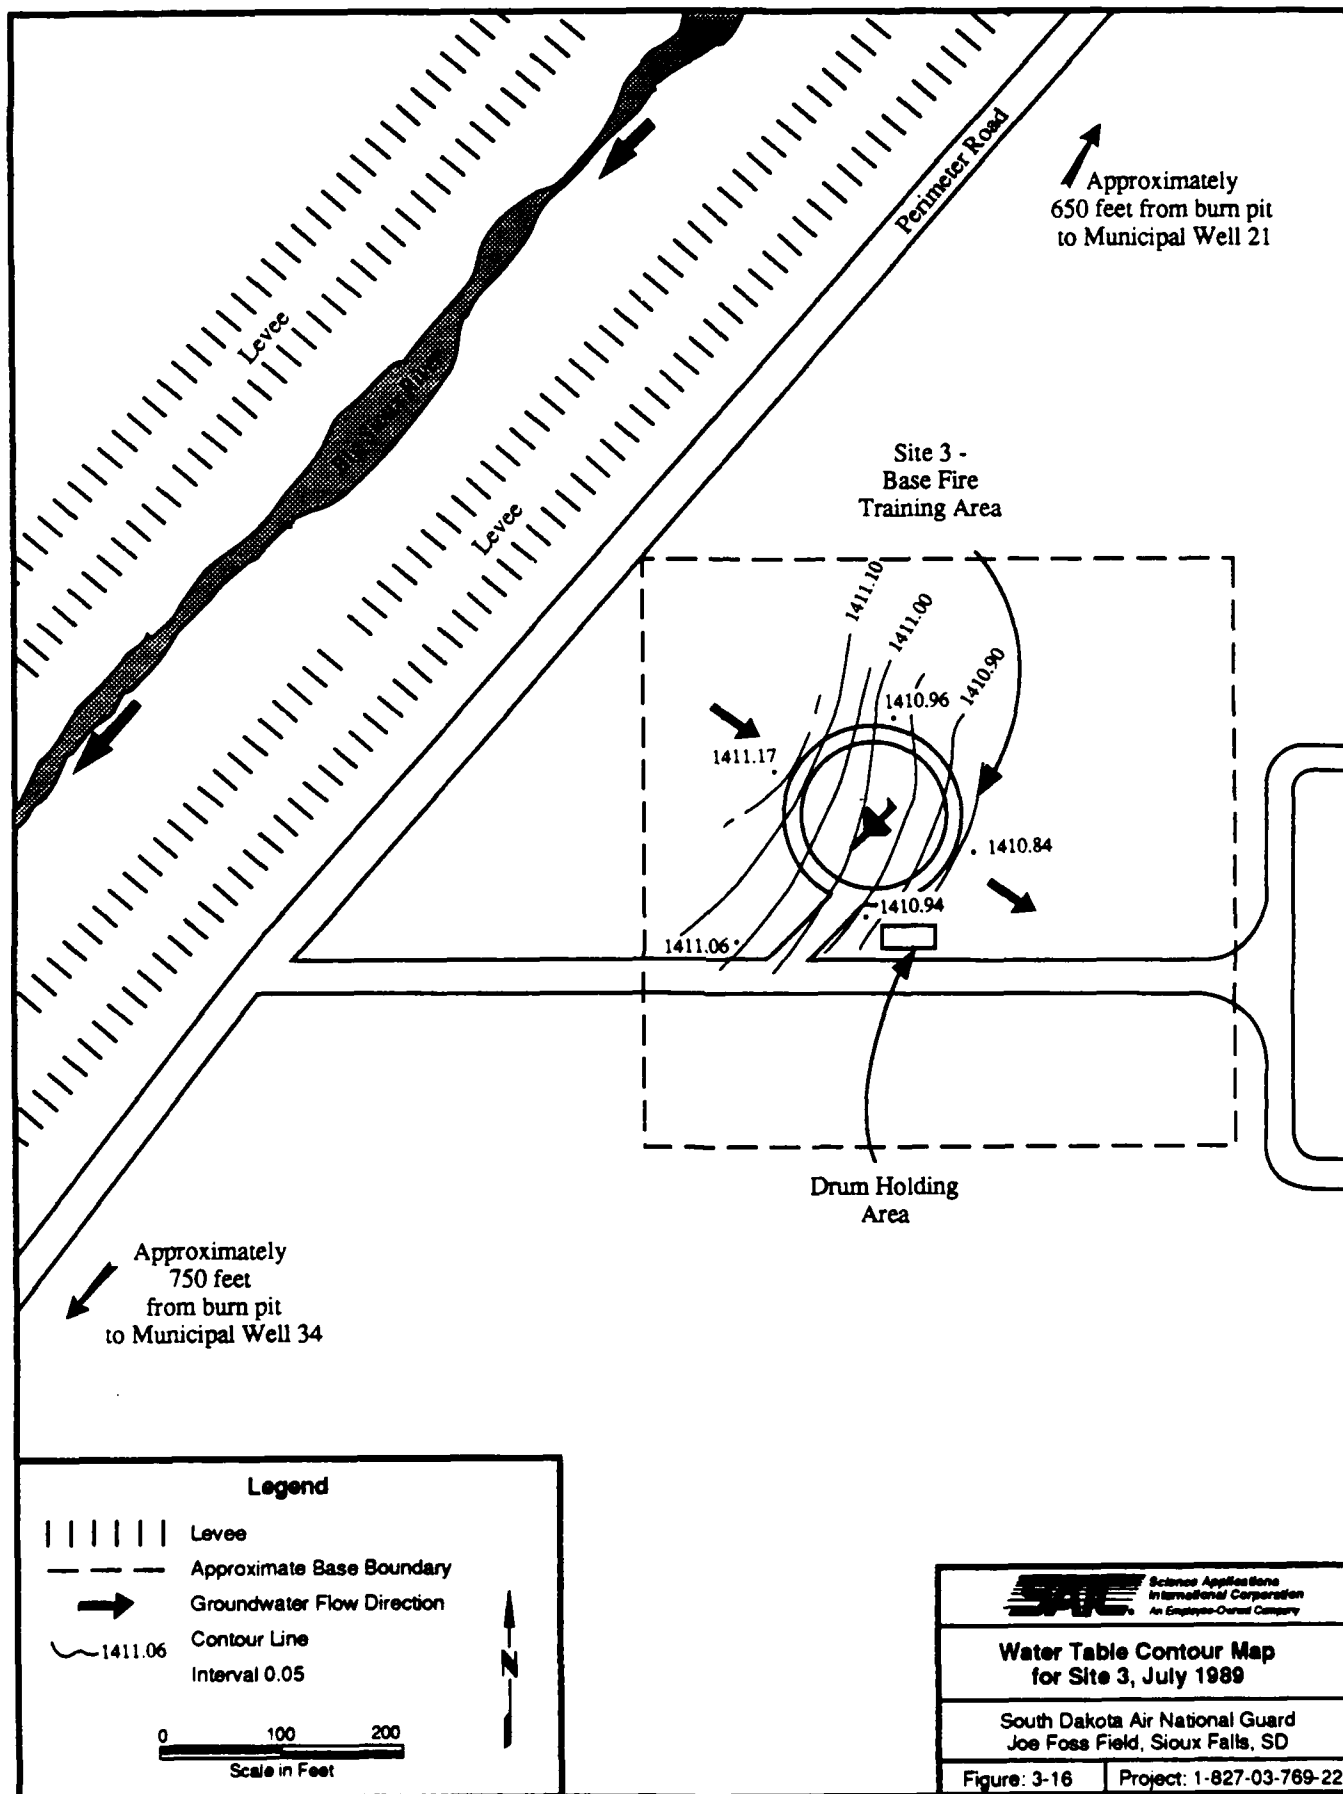 Perimeter Road
Approximately
650 feet from burn pit
to Municipal Well 21
Levee
Levee
Site 3 -
Base Fire
Training Area
1411.10
1411.00
1410.90
1410.96
1411.17
1410.84
1410.94
1411.06
Drum Holding
Area
Approximately
750 feet
from burn pit
to Municipal Well 34
Legend
Levee
Approximate Base Boundary
Groundwater Flow Direction
1411.06
Contour Line
Interval 0.05
N
0 100 200
Scale in Feet
SAIC
Science Applications
International Corporation
An Employee-Owned Company
Water Table Contour Map
for Site 3, July 1989
South Dakota Air National Guard
Joe Foss Field, Sioux Falls, SD
Figure: 3-16
Project: 1-827-03-769-22